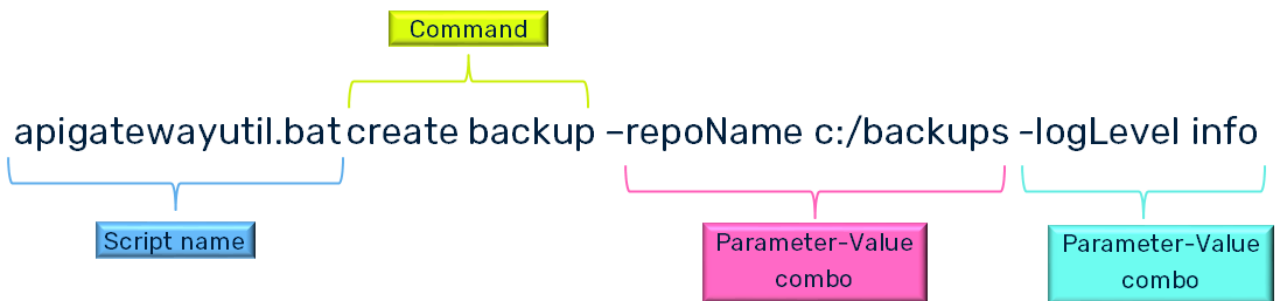 Command
apigatewayutil.bat create backup –repoName c:/backups -logLevel info
Script name
Parameter-Value
combo
Parameter-Value
combo